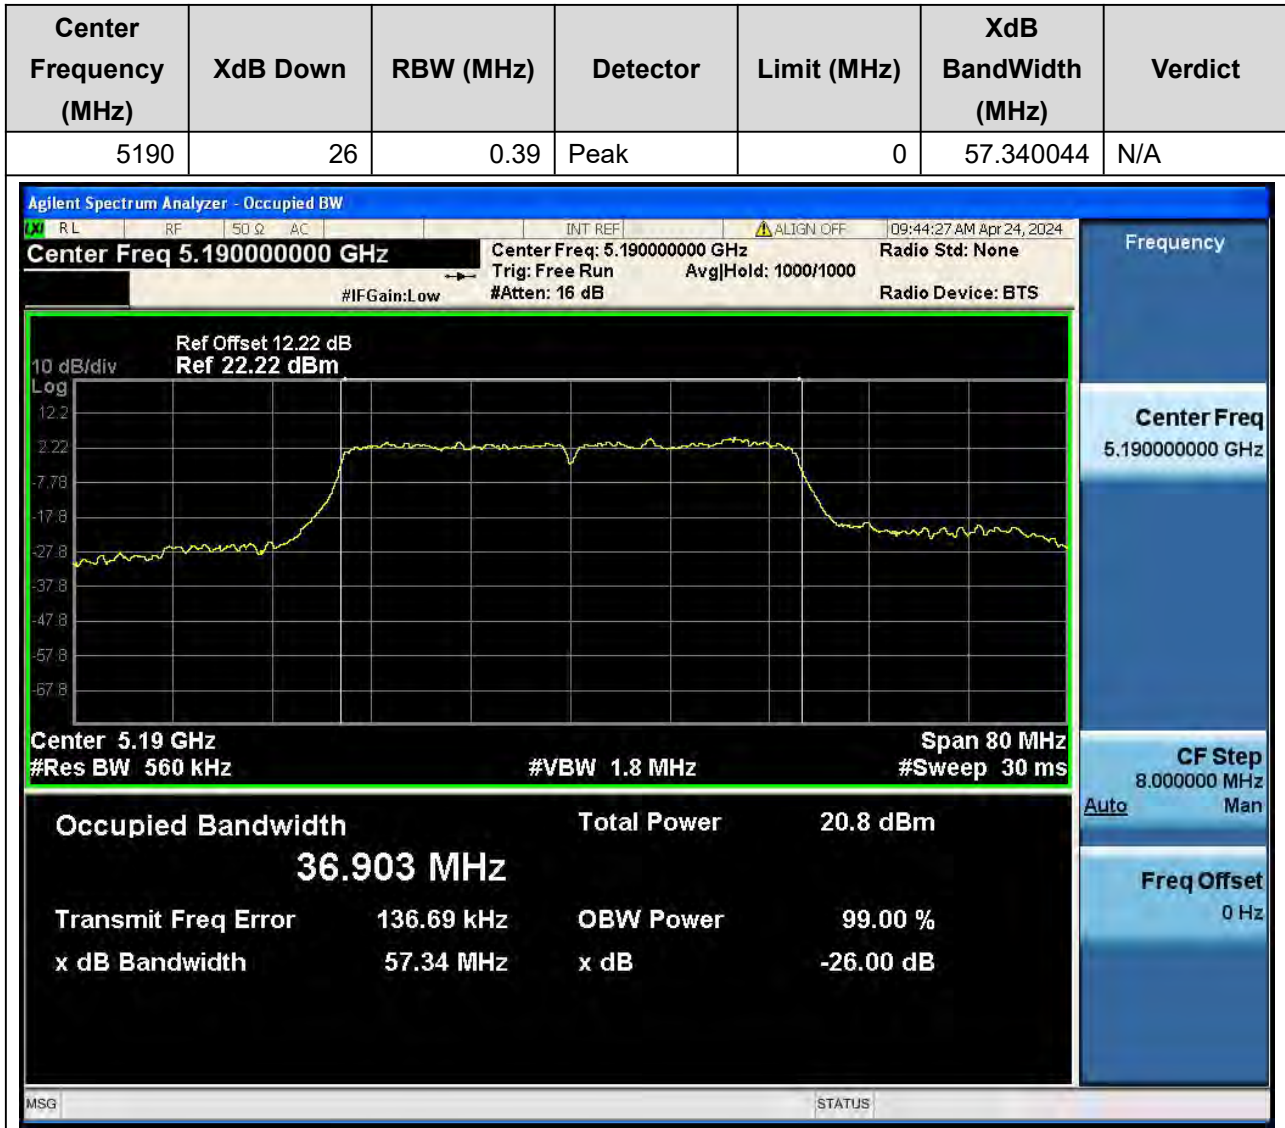 Center Frequency (MHz) XdB Down RBW (MHz) Detector Limit (MHz) XdB BandWidth (MHz) Verdict
5190 26 0.39 Peak 0 57.340044 N/A
Agilent Spectrum Analyzer - Occupied BW
LXI RL RF 50 Ω AC INT REF ALIGN OFF 09:44:27 AM Apr 24, 2024
Center Freq 5.190000000 GHz
Center Freq: 5.190000000 GHz
Radio Std: None
Trig: Free Run Avg|Hold: 1000/1000
#IFGain:Low #Atten: 16 dB Radio Device: BTS
Ref Offset 12.22 dB
10 dB/div Ref 22.22 dBm
Log
12.2
2.22
-7.78
-17.8
-27.8
-37.8
-47.8
-57.8
-67.8
Center 5.19 GHz Span 80 MHz
#Res BW 560 kHz #VBW 1.8 MHz #Sweep 30 ms
Occupied Bandwidth Total Power 20.8 dBm
36.903 MHz
Transmit Freq Error 136.69 kHz OBW Power 99.00 %
x dB Bandwidth 57.34 MHz x dB -26.00 dB
Frequency
Center Freq
5.190000000 GHz
CF Step
8.000000 MHz
Auto Man
Freq Offset
0 Hz
MSG STATUS